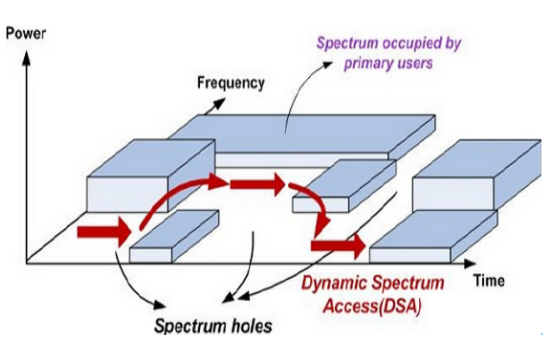 Power
Spectrum occupied by
primary users
Frequency
Time
Dynamic Spectrum
Access(DSA)
Spectrum holes